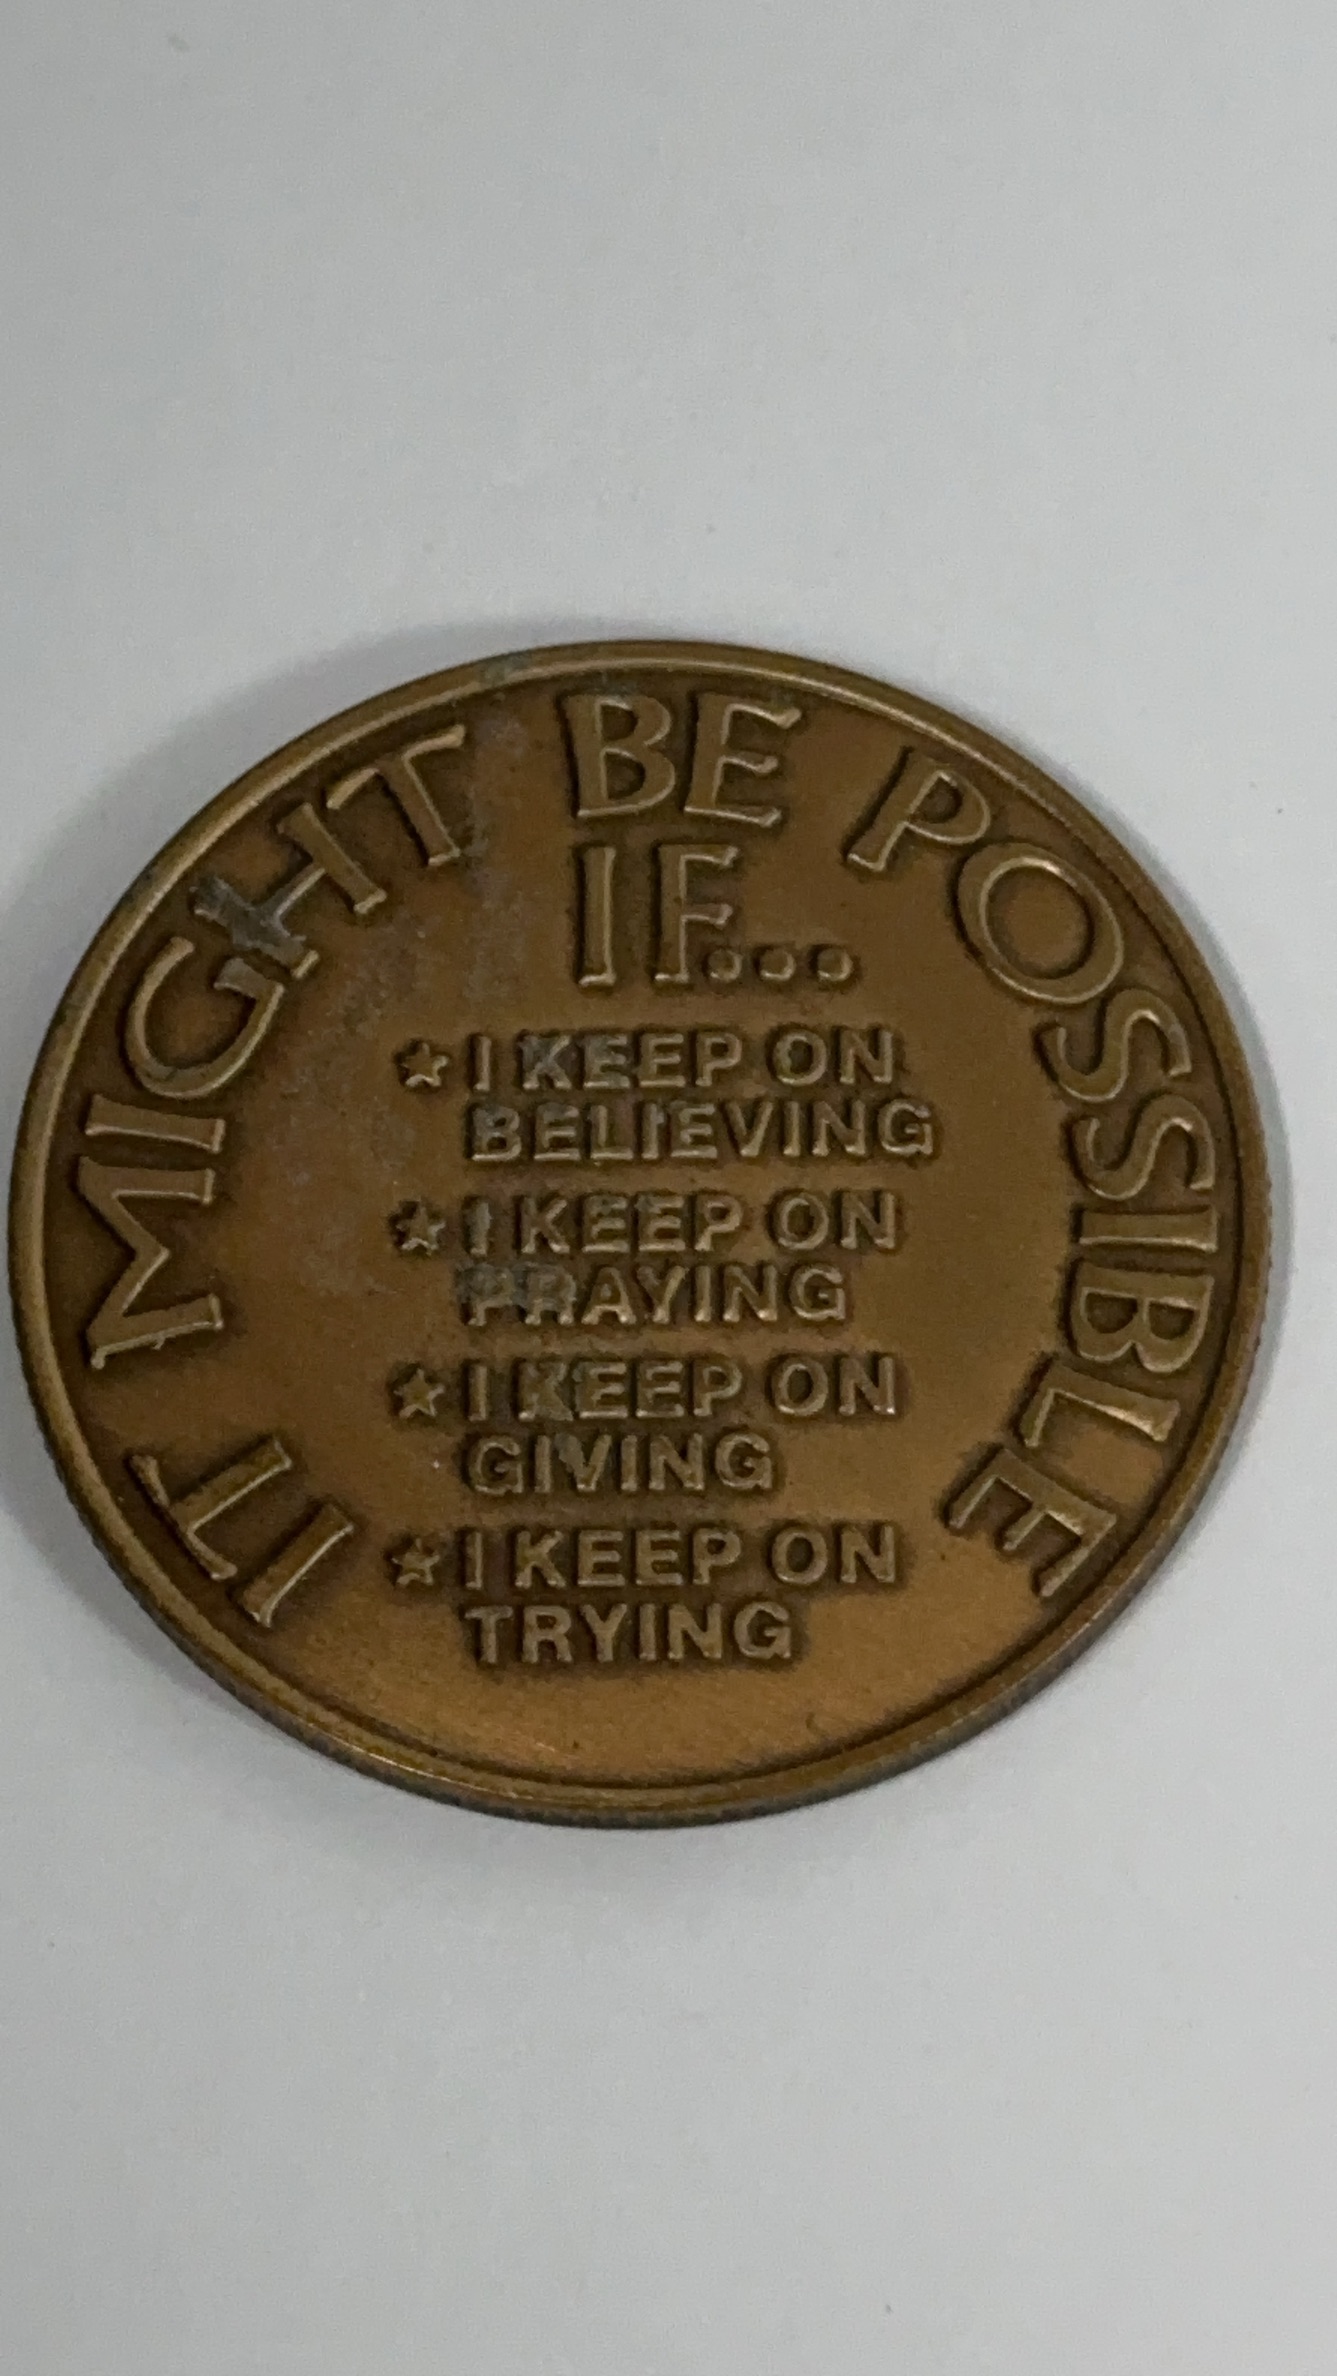 IT MIGHT BE POSSIBLE
IF...
★ I KEEP ON
BELIEVING
★ I KEEP ON
PRAYING
★ I KEEP ON
GIVING
★ I KEEP ON
TRYING